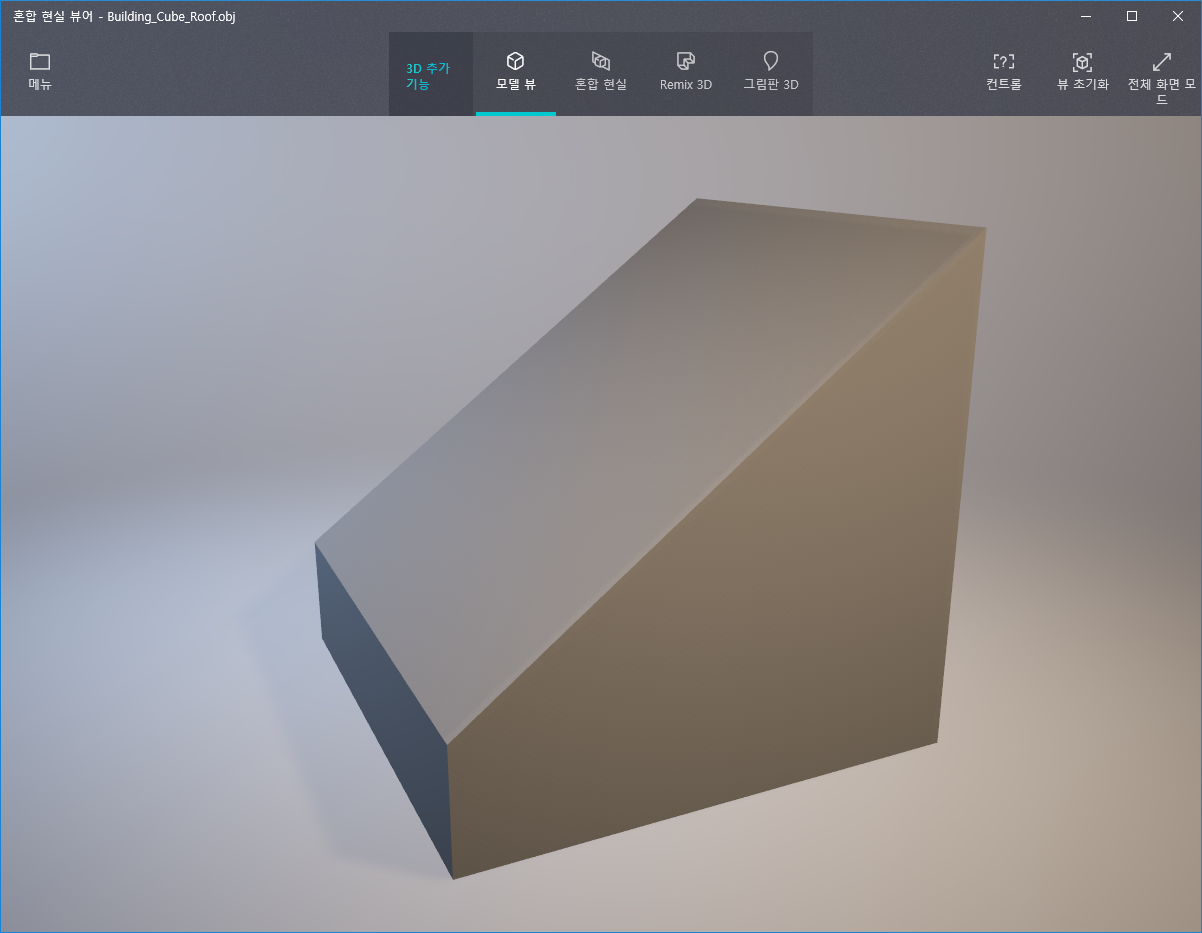 혼합 현실 뷰어 - Building_Cube_Roof.obj
메뉴
3D 추가
기능
모델 뷰
혼합 현실
Remix 3D
그림판 3D
컨트롤
뷰 초기화
전체 화면 모
드